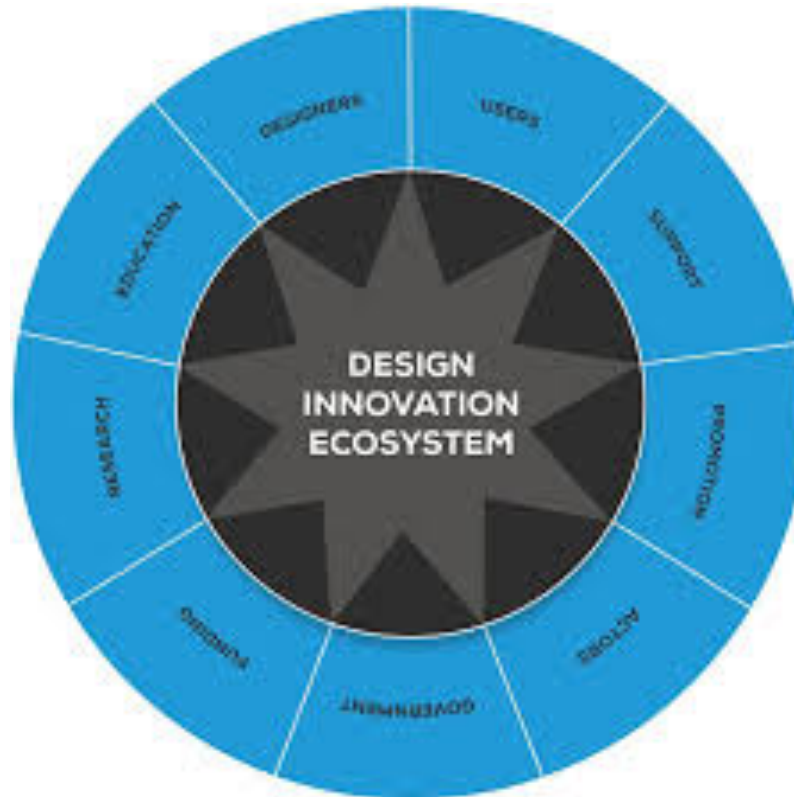 DESIGN
INNOVATION
ECOSYSTEM
USERS
SUPPORT
PROMOTION
ACTORS
GOVERNMENT
FUNDING
RESEARCH
EDUCATION
DESIGNERS